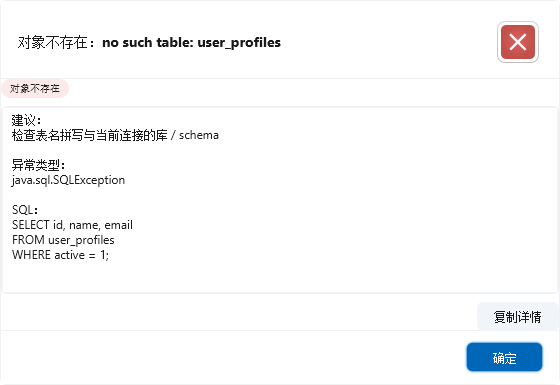 对象不存在：no such table: user_profiles
对象不存在
建议：
检查表名拼写与当前连接的库 / schema
异常类型：
java.sql.SQLException
SQL：
SELECT id, name, email
FROM user_profiles
WHERE active = 1;
复制详情
确定